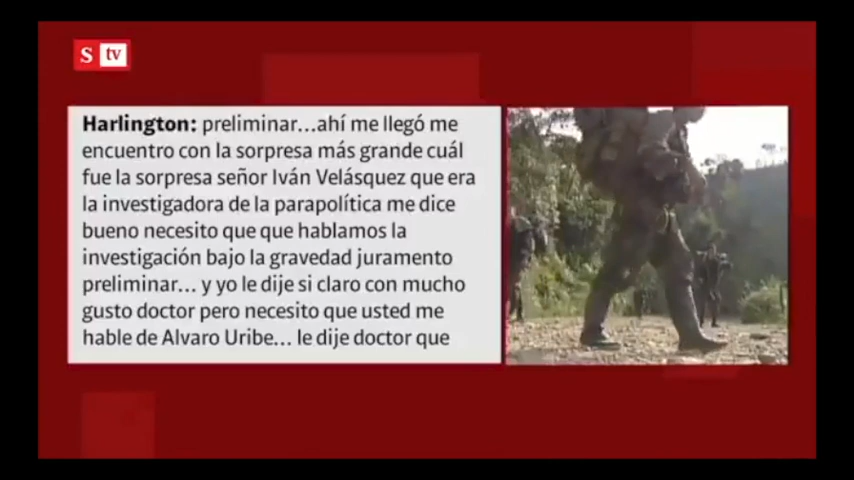 S tv
Harlington: preliminar...ahí me llegó me
encuentro con la sorpresa más grande cuál
fue la sorpresa señor Iván Velásquez que era
la investigadora de la parapolítica me dice
bueno necesito que que hablamos la
investigación bajo la gravedad juramento
preliminar... y yo le dije si claro con mucho
gusto doctor pero necesito que usted me
hable de Alvaro Uribe... le dije doctor que